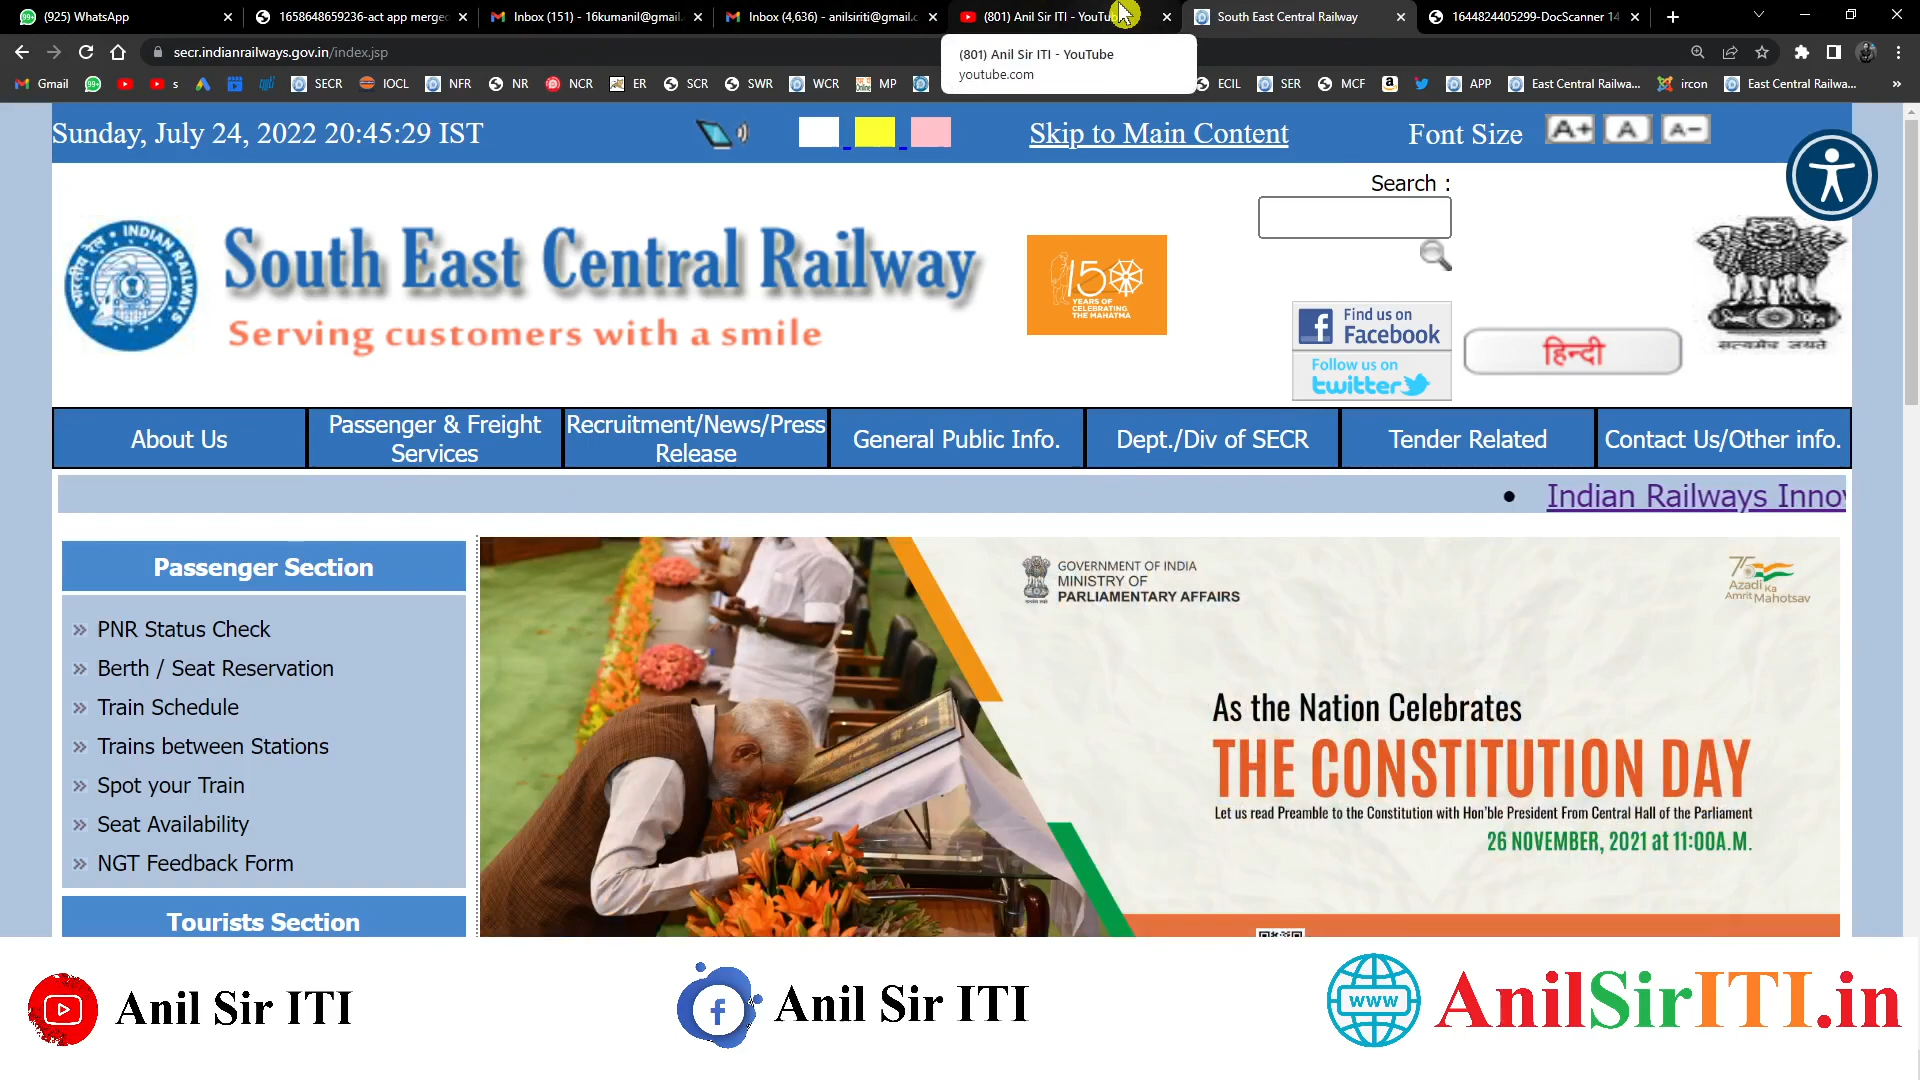 (925) WhatsApp
1658648659236-act app merged
Inbox (151) - 16kumanil@gmail.
Inbox (4,636) - anilsiriti@gmail.c
(801) Anil Sir ITI - YouTu
South East Central Railway
1644824405299-DocScanner 14
secr.indianrailways.gov.in/index.jsp
(801) Anil Sir ITI - YouTube
youtube.com
Gmail
s
SECR
IOCL
NFR
NR
NCR
ER
SCR
SWR
WCR
MP
ECIL
SER
MCF
APP
East Central Railwa...
ircon
East Central Railwa...
Sunday, July 24, 2022 20:45:29 IST
Skip to Main Content
Font Size
A+
A
A-
Search :
South East Central Railway
Serving customers with a smile
150
YEARS OF
CELEBRATING
THE MAHATMA
Find us on
Facebook
Follow us on
twitter
हिन्दी
सत्यमेव जयते
About Us
Passenger & Freight
Services
Recruitment/News/Press
Release
General Public Info.
Dept./Div of SECR
Tender Related
Contact Us/Other info.
Indian Railways Innov
Passenger Section
PNR Status Check
Berth / Seat Reservation
Train Schedule
Trains between Stations
Spot your Train
Seat Availability
NGT Feedback Form
Tourists Section
GOVERNMENT OF INDIA
MINISTRY OF
PARLIAMENTARY AFFAIRS
75
Azadi Ka
Amrit Mahotsav
As the Nation Celebrates
THE CONSTITUTION DAY
Let us read Preamble to the Constitution with Hon'ble President From Central Hall of the Parliament
26 NOVEMBER, 2021 at 11:00A.M.
Anil Sir ITI
Anil Sir ITI
www
AnilSirITI.in